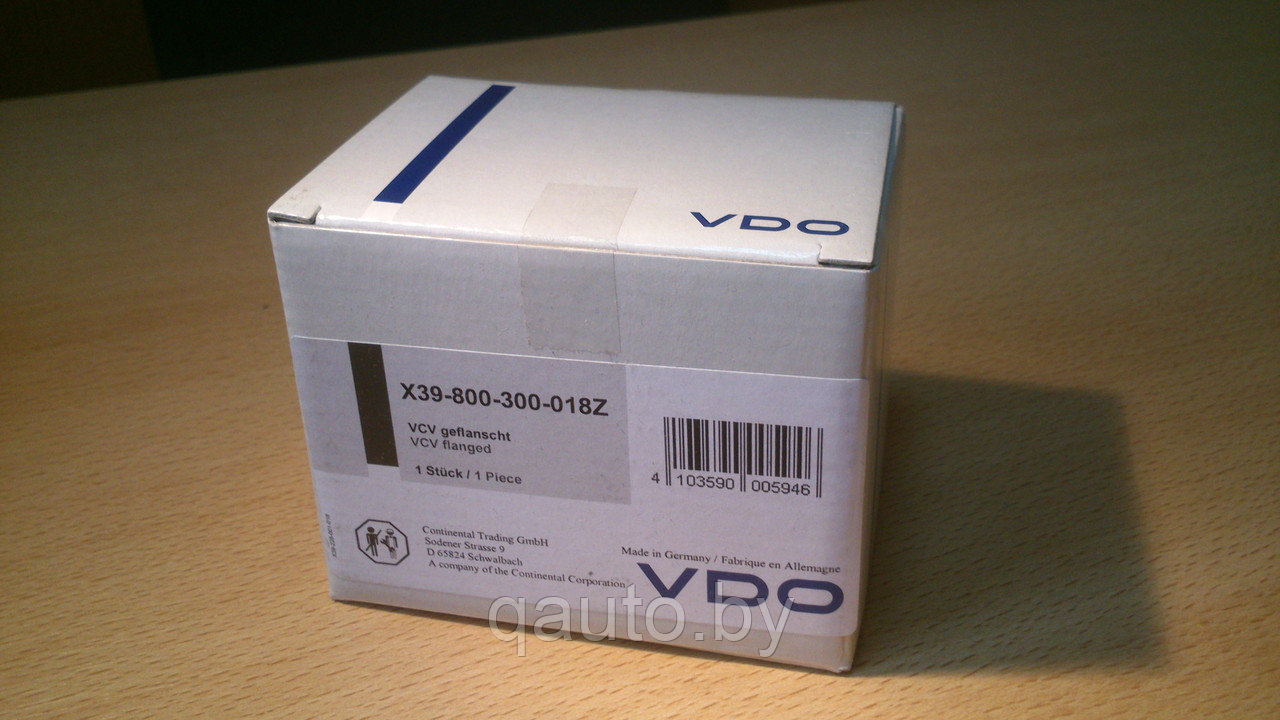 VDO
X39-800-300-018Z
VCV geflanscht
VCV flanged
1 Stück / 1 Piece
4 103590 005946
Continental Trading GmbH
Sodener Strasse 9
D 65824 Schwalbach
A company of the Continental Corporation
Made in Germany / Fabrique en Allemagne
VDO
qauto.by